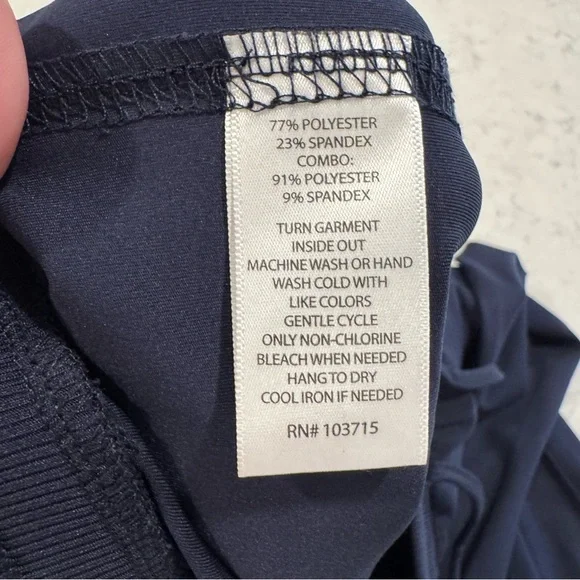 77% POLYESTER
23% SPANDEX
COMBO:
91% POLYESTER
9% SPANDEX
TURN GARMENT
INSIDE OUT
MACHINE WASH OR HAND
WASH COLD WITH
LIKE COLORS
GENTLE CYCLE
ONLY NON-CHLORINE
BLEACH WHEN NEEDED
HANG TO DRY
COOL IRON IF NEEDED
RN# 103715